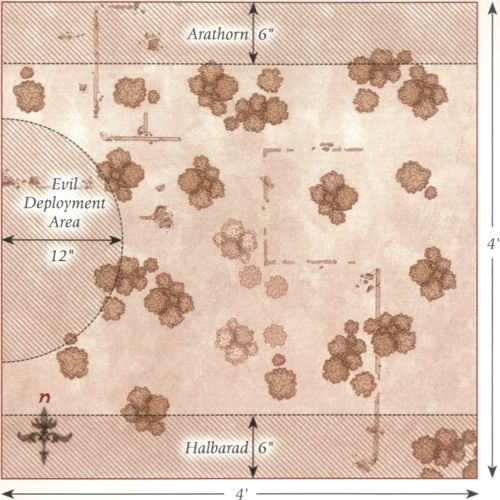 Arathorn 6"
Evil
Deployment
Area
12"
4'
n
Halbarad 6"
4'